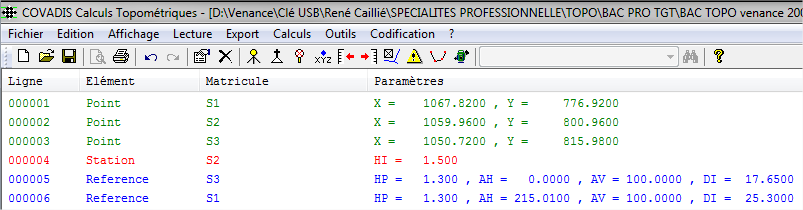 COVADIS Calculs Topométriques - [D:\Venance\Clé USB\René Caillié\SPECIALITES PROFESSIONNELLE\TOPO\BAC PRO TGT\BAC TOPO venance 200
Fichier Edition Affichage Lecture Export Calculs Outils Codification ?
XYZ
Ligne Elément Matricule Paramètres
000001 Point S1 X = 1067.8200 , Y = 776.9200
000002 Point S2 X = 1059.9600 , Y = 800.9600
000003 Point S3 X = 1050.7200 , Y = 815.9800
000004 Station S2 HI = 1.500
000005 Reference S3 HP = 1.300 , AH = 0.0000 , AV = 100.0000 , DI = 17.6500
000006 Reference S1 HP = 1.300 , AH = 215.0100 , AV = 100.0000 , DI = 25.3000